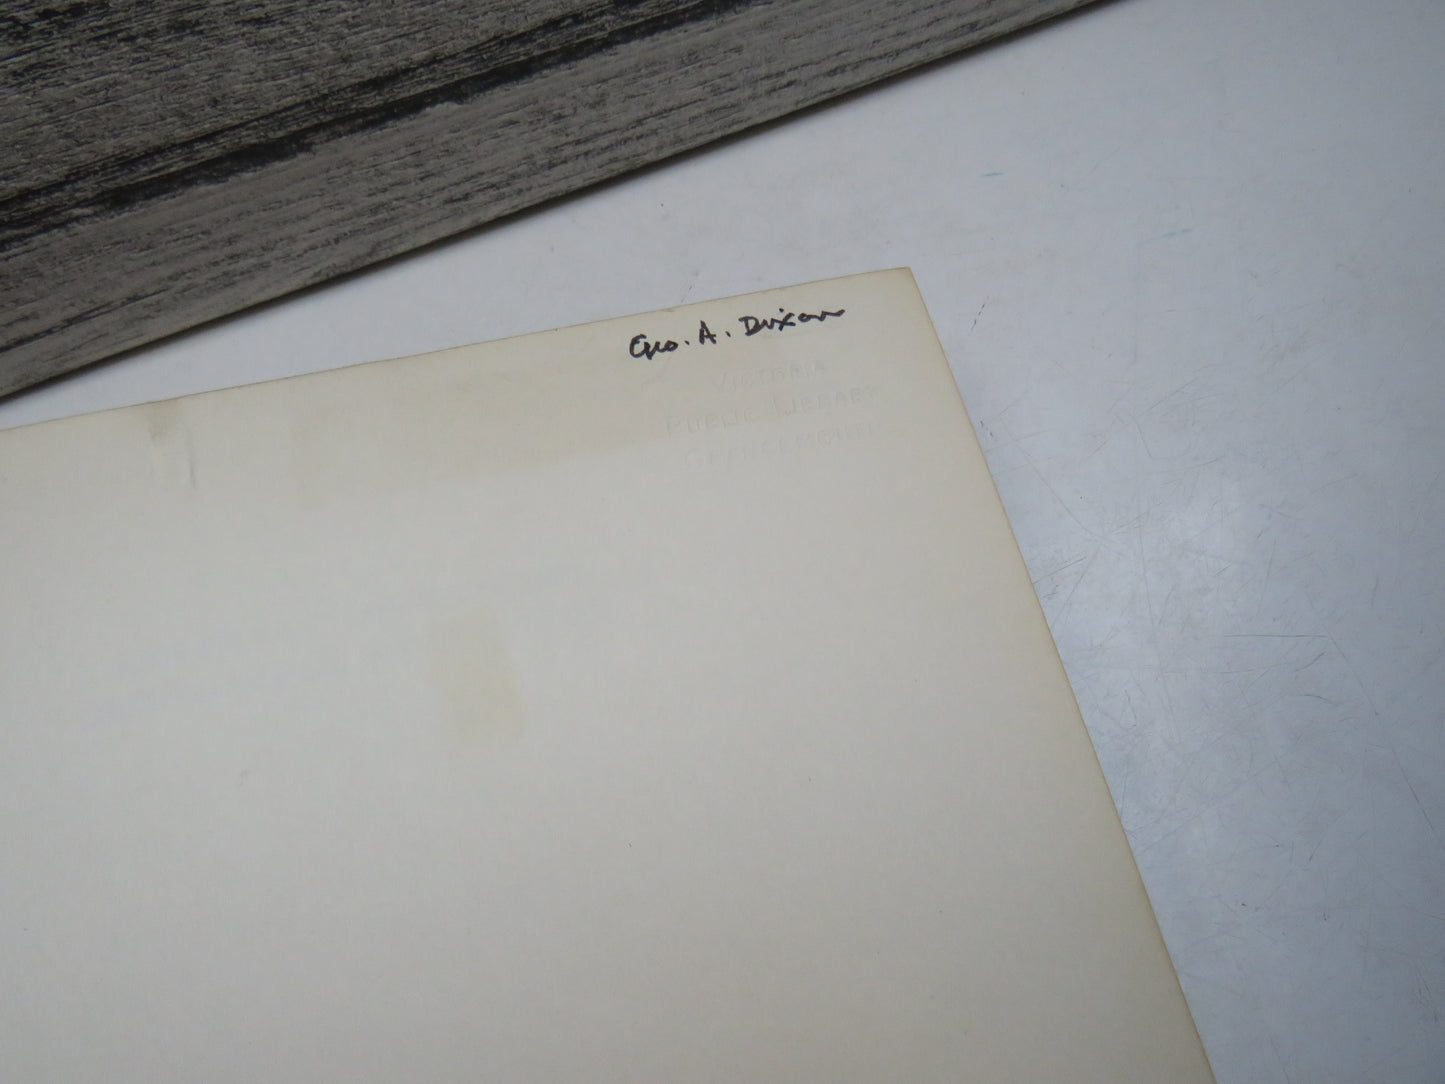 Geo. A. Dixon
VICTORIA
PUBLIC LIBRARY